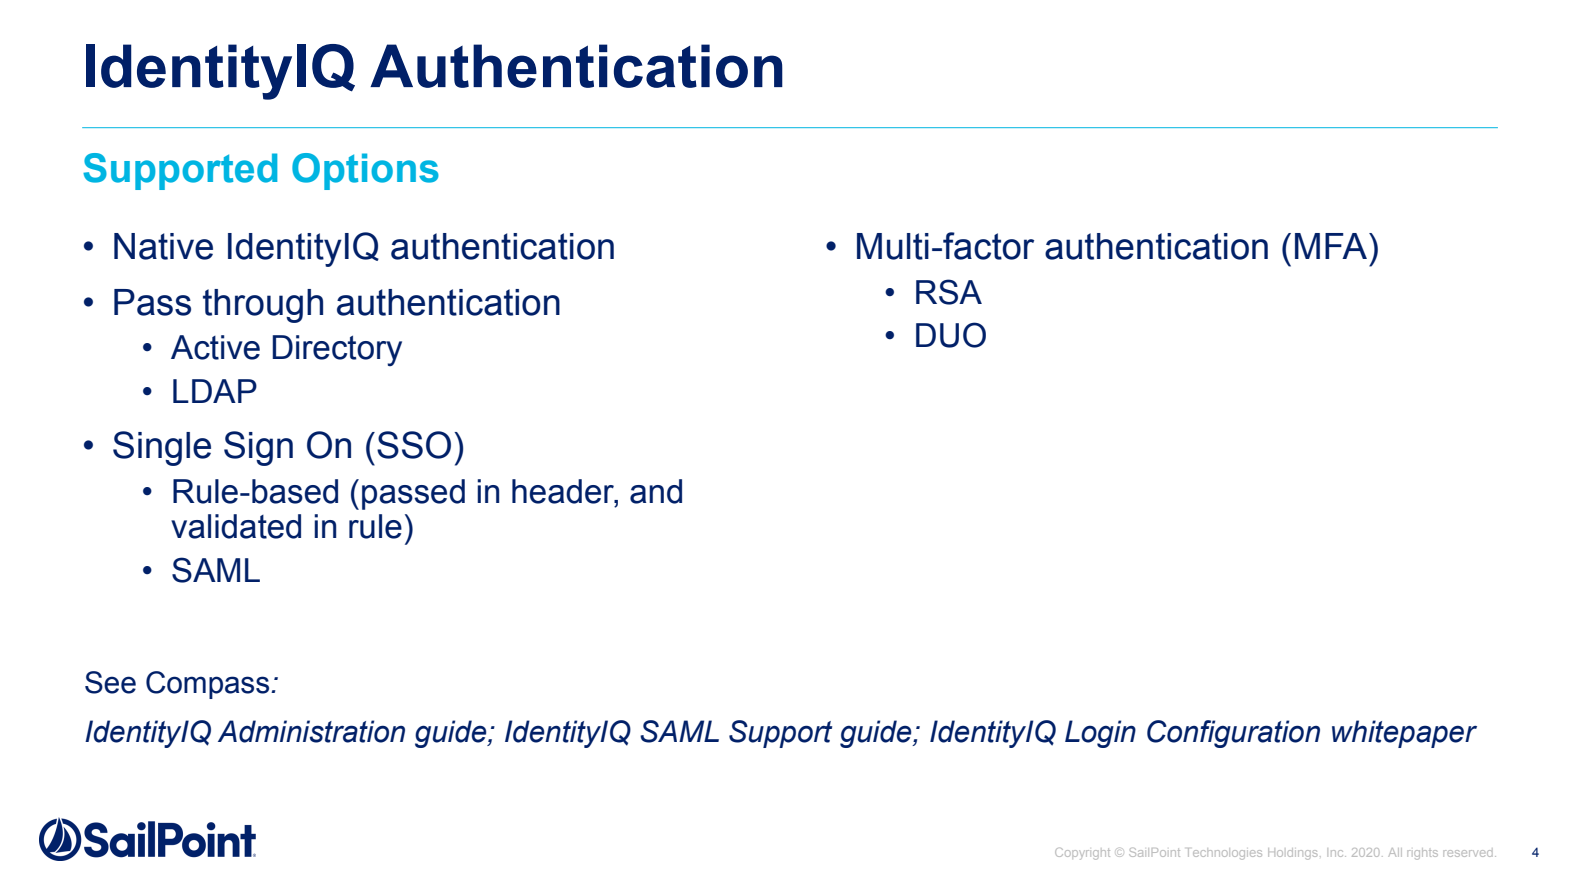 IdentityIQ Authentication
Supported Options
• Native IdentityIQ authentication
• Pass through authentication
• Active Directory
• LDAP
• Single Sign On (SSO)
• Rule-based (passed in header, and
validated in rule)
• SAML
• Multi-factor authentication (MFA)
• RSA
• DUO
See Compass:
IdentityIQ Administration guide; IdentityIQ SAML Support guide; IdentityIQ Login Configuration whitepaper
SailPoint
Copyright © SailPoint Technologies Holdings, Inc. 2020. All rights reserved.
4